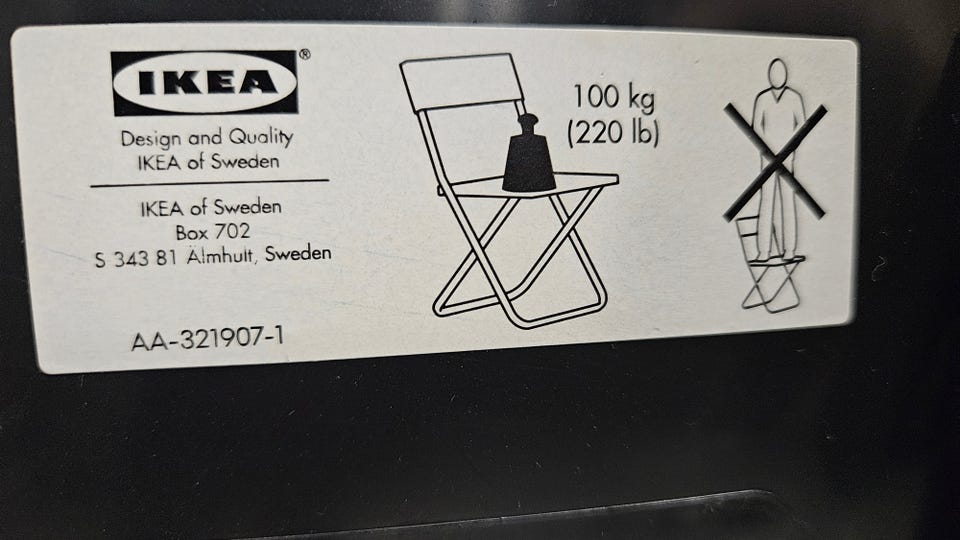 IKEA®
Design and Quality
IKEA of Sweden
IKEA of Sweden
Box 702
S 343 81 Älmhult, Sweden
AA-321907-1
100 kg
(220 lb)